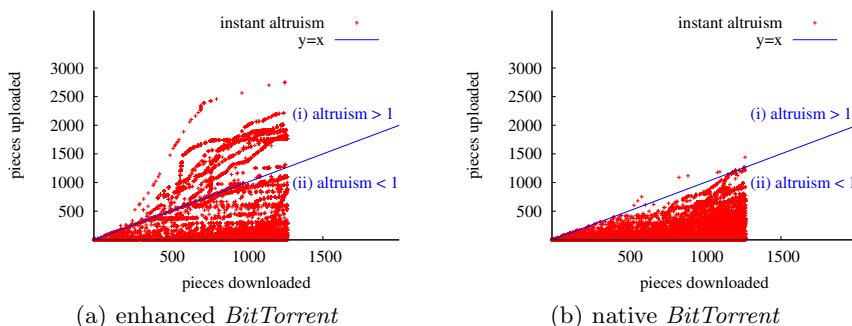 instant altruism
y=x
3000
2500
2000
1500
1000
500
pieces uploaded
(i) altruism > 1
(ii) altruism < 1
500 1000 1500
pieces downloaded
(a) enhanced BitTorrent
instant altruism
y=x
3000
2500
2000
1500
1000
500
pieces uploaded
(i) altruism > 1
(ii) altruism < 1
500 1000 1500
pieces downloaded
(b) native BitTorrent